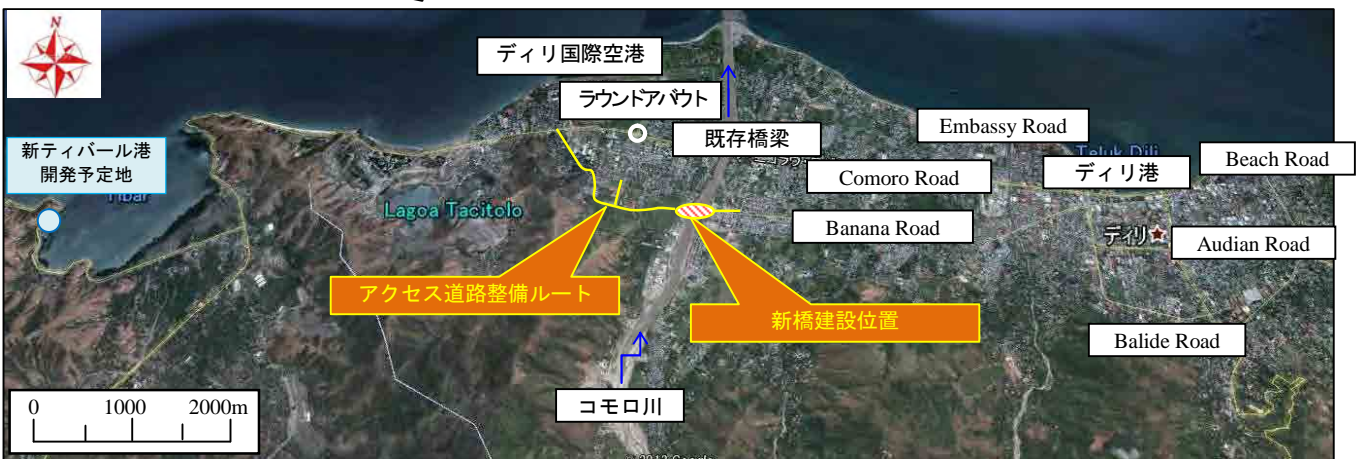 N
ディリ国際空港
ラウンドアバウト
既存橋梁
Embassy Road
Teluk Dili
ディリ港
Beach Road
新ティバール港
開発予定地
Tibar
Comoro Road
Lagoa Tacitolo
Banana Road
ディリ
Audian Road
アクセス道路整備ルート
新橋建設位置
Balide Road
コモロ川
0 1000 2000m